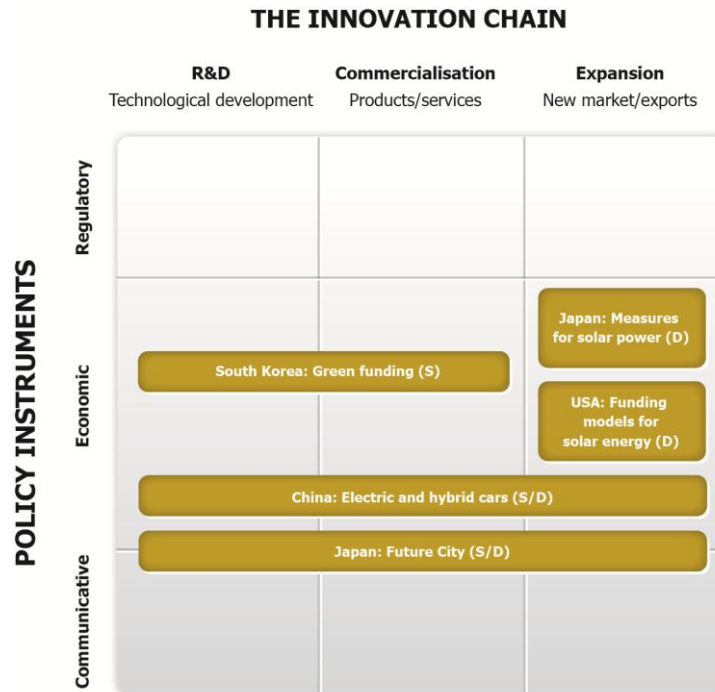 THE INNOVATION CHAIN
R&D
Technological development
Commercialisation
Products/services
Expansion
New market/exports
POLICY INSTRUMENTS
Regulatory
Economic
Communicative
Japan: Measures
for solar power (D)
South Korea: Green funding (S)
USA: Funding
models for
solar energy (D)
China: Electric and hybrid cars (S/D)
Japan: Future City (S/D)